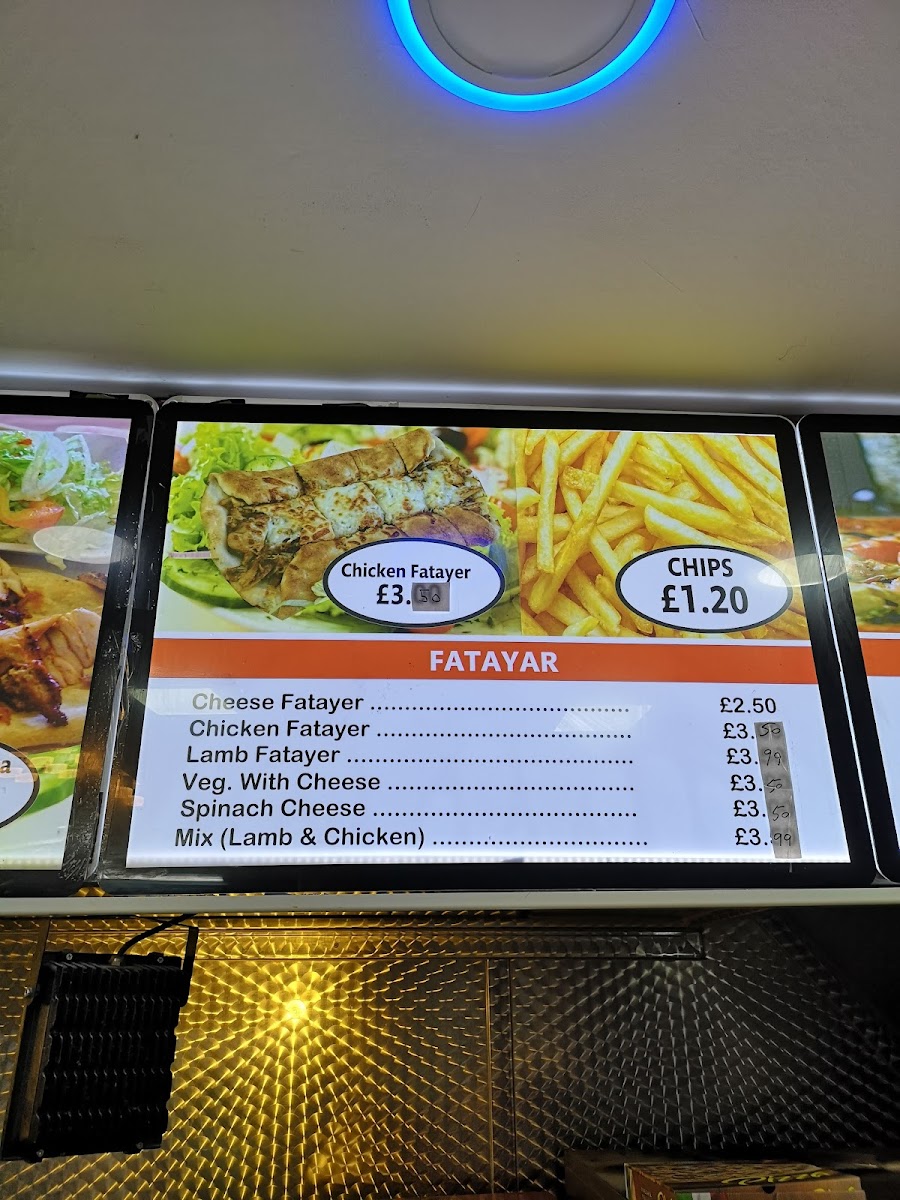 Chicken Fatayer
£3.50
CHIPS
£1.20
FATAYAR
Cheese Fatayer ................................... £2.50
Chicken Fatayer ................................... £3.50
Lamb Fatayer ....................................... £3.99
Veg. With Cheese .................................. £3.50
Spinach Cheese .................................... £3.50
Mix (Lamb & Chicken) .............................. £3.99
a